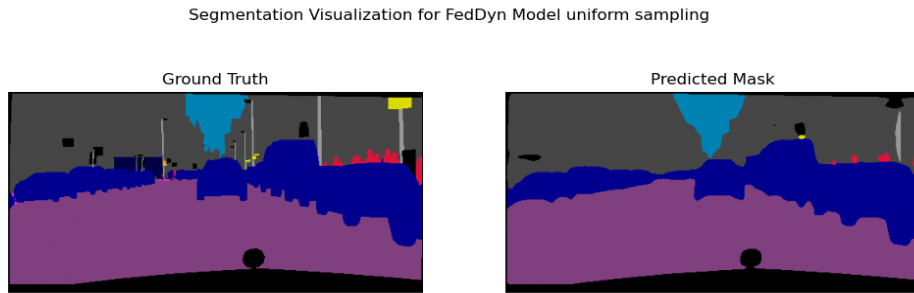 Segmentation Visualization for FedDyn Model uniform sampling
Ground Truth
Predicted Mask